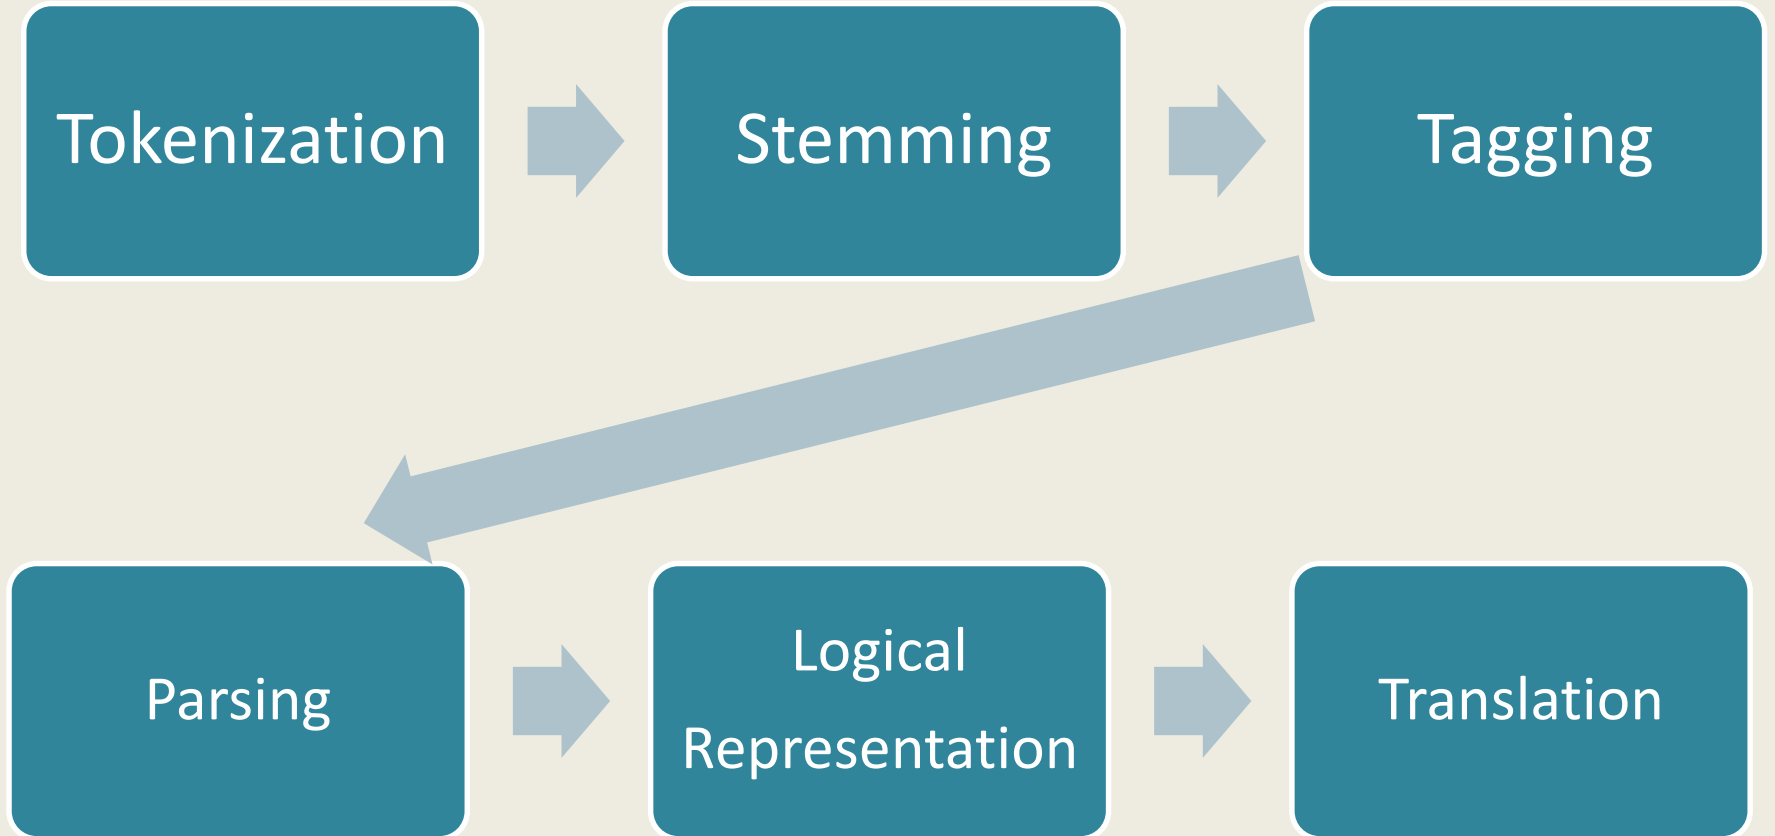 Tokenization
Stemming
Tagging
Parsing
Logical
Representation
Translation